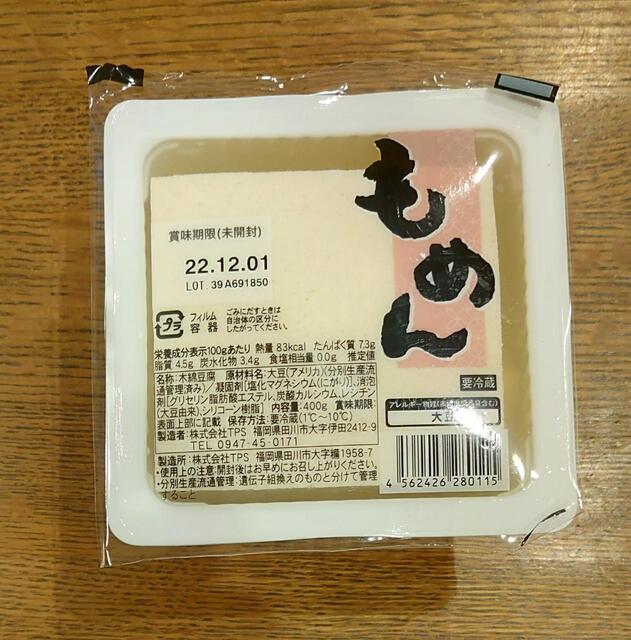 もめん
賞味期限(未開封)
22.12.01
LOT. 39A691850
プラ
フィルム
容器
ごみにだすときは
自治体の区分に
したがってください。
栄養成分表示100gあたり 熱量 83kcal たんぱく質 7.3g
脂質 4.5g 炭水化物 3.4g 食塩相当量 0.0g 推定値
名称:木綿豆腐 原材料名:大豆(アメリカ)(分別生産流
通管理済み)/凝固剤[塩化マグネシウム(にがり)]、消泡
剤[グリセリン脂肪酸エステル、炭酸カルシウム、レシチン
(大豆由来)、シリコーン樹脂] 内容量:400g 賞味期限:
表面上部に記載 保存方法:要冷蔵(1℃〜10℃)
製造者:株式会社TPS 福岡県田川市大字伊田2412-9
TEL 0947-45-0171
製造所:株式会社TPS 福岡県田川市大字糒1958-7
・使用上の注意:開封後はお早めにお召し上がりください。
・分別生産流通管理:遺伝子組換えのものと分けて管理
すること
要冷蔵
アレルギー物質
大豆
4 562426 280115